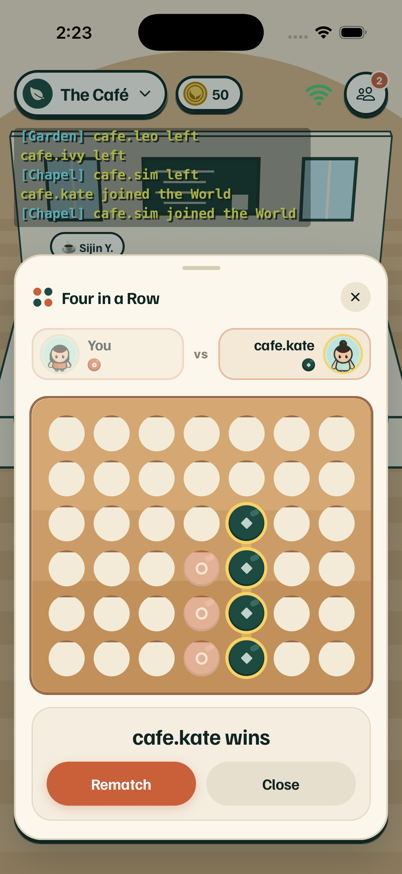 2:23
The Café
50
2
[Garden] cafe.leo left
cafe.ivy left
[Chapel] cafe.sim left
cafe.kate joined the World
[Chapel] cafe.sim joined the World
Sijin Y.
Four in a Row
You
vs
cafe.kate
cafe.kate wins
Rematch
Close